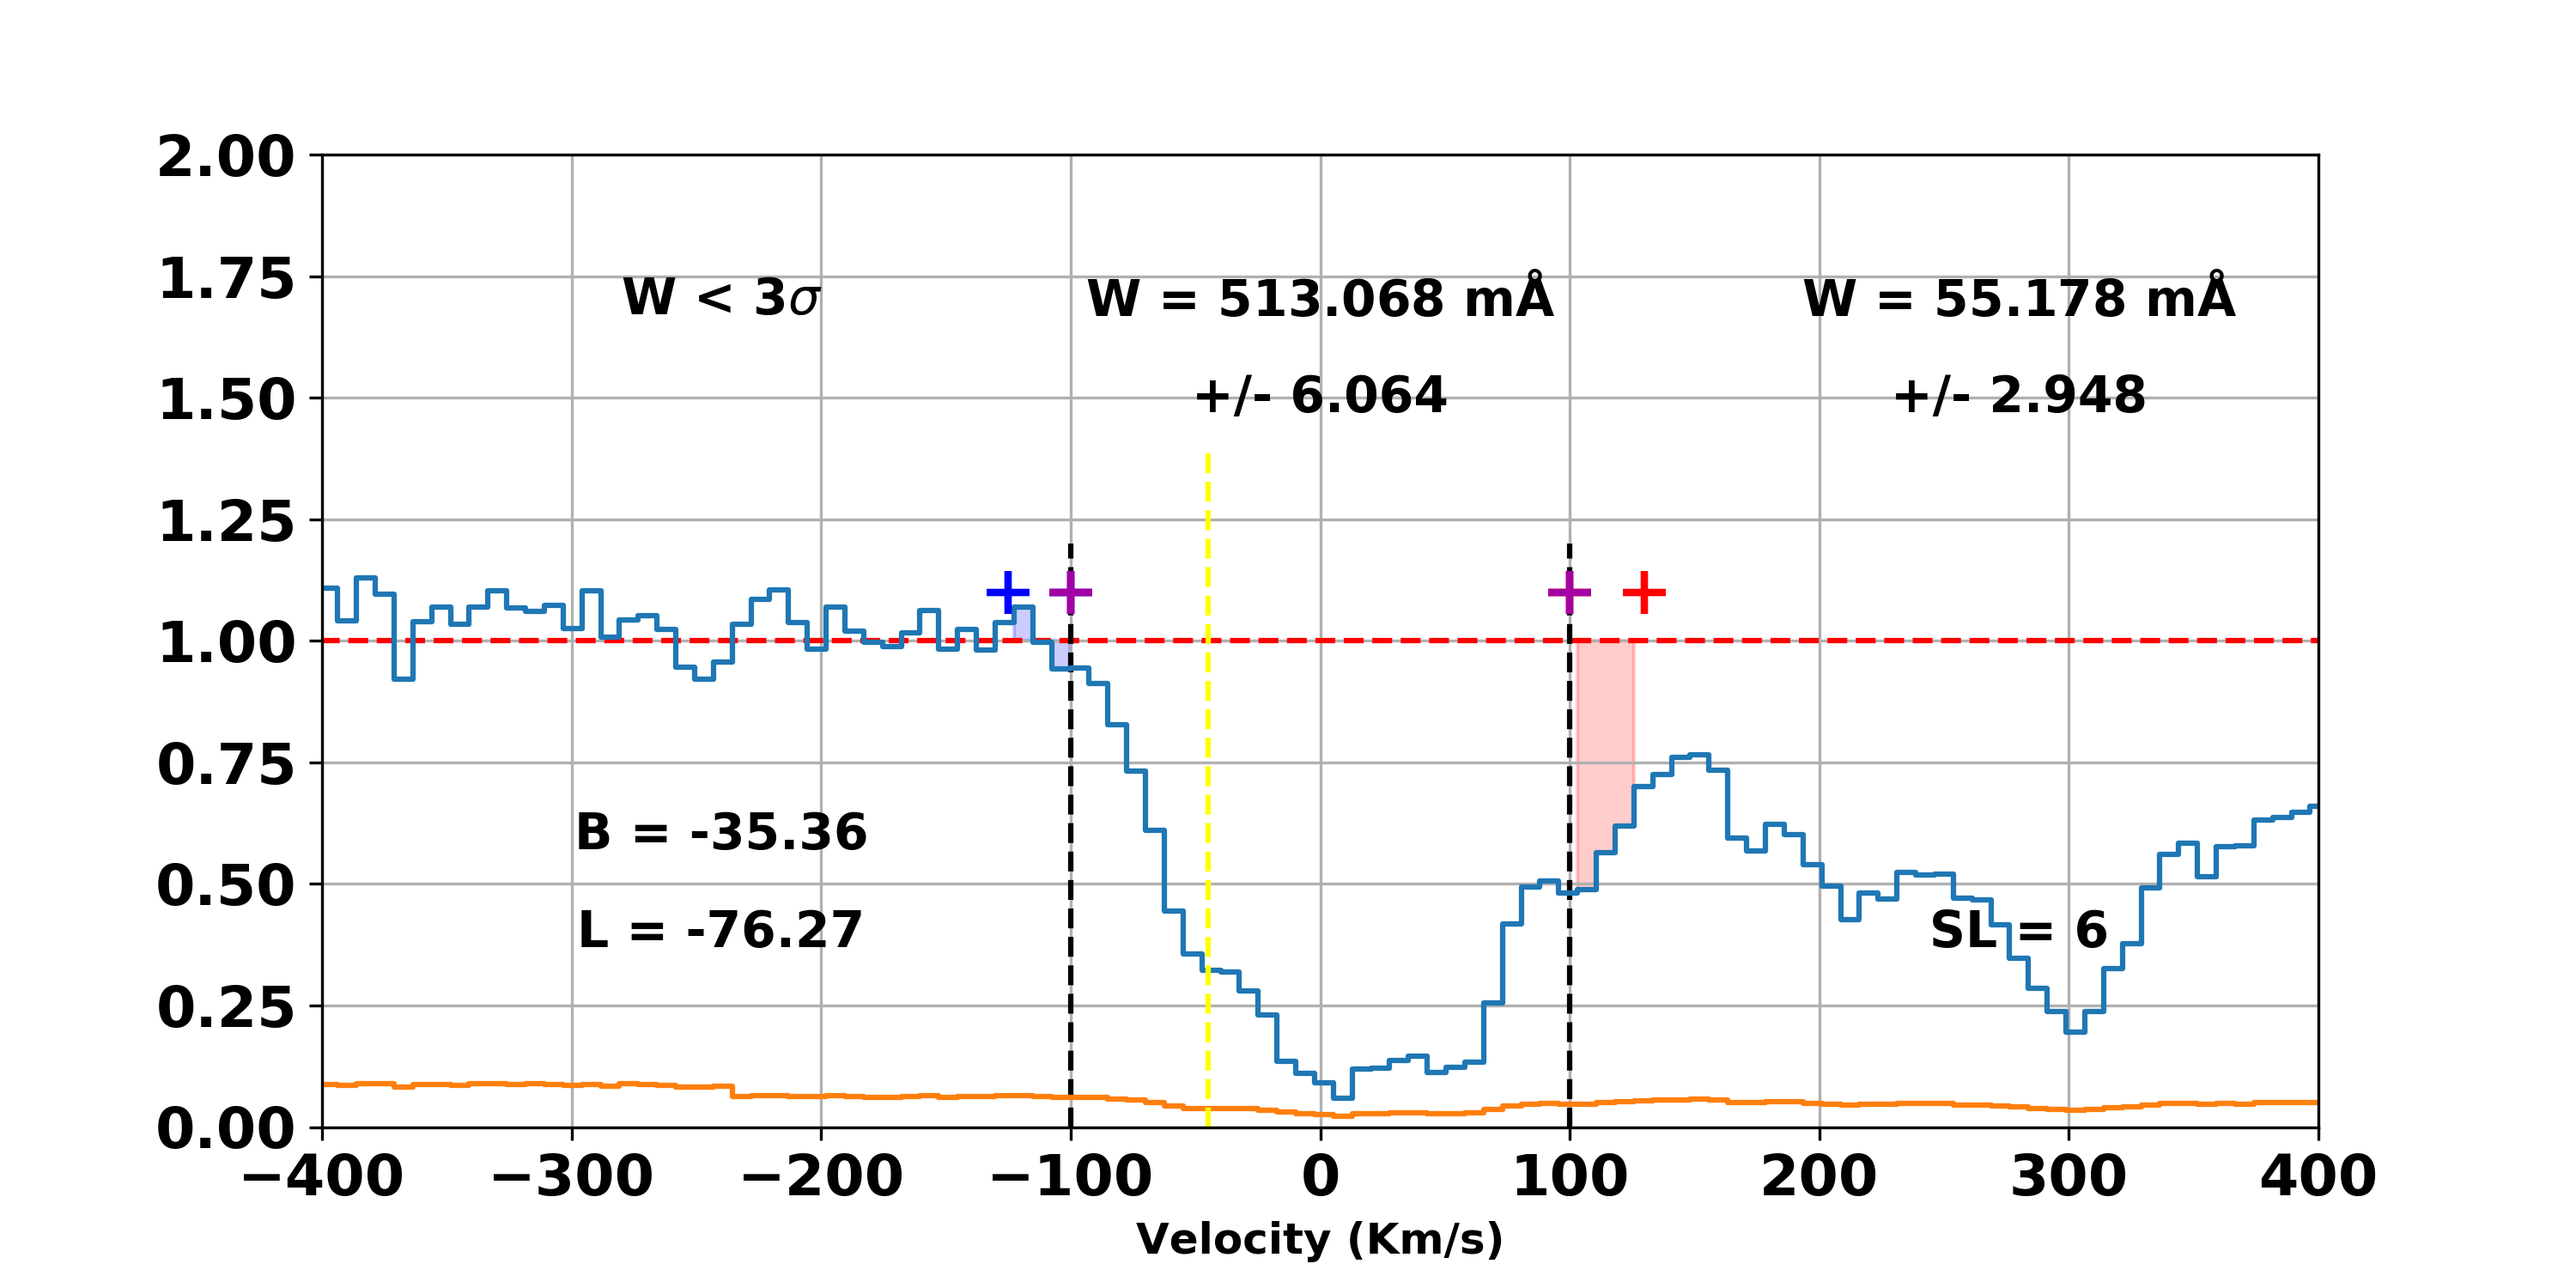 2.00
1.75
W < 3σ
W = 513.068 mÅ
W = 55.178 mÅ
+/- 6.064
+/- 2.948
1.50
1.25
1.00
0.75
B = -35.36
0.50
L = -76.27
SL = 6
0.25
0.00
−400 −300 −200 −100 0 100 200 300 400
Velocity (Km/s)